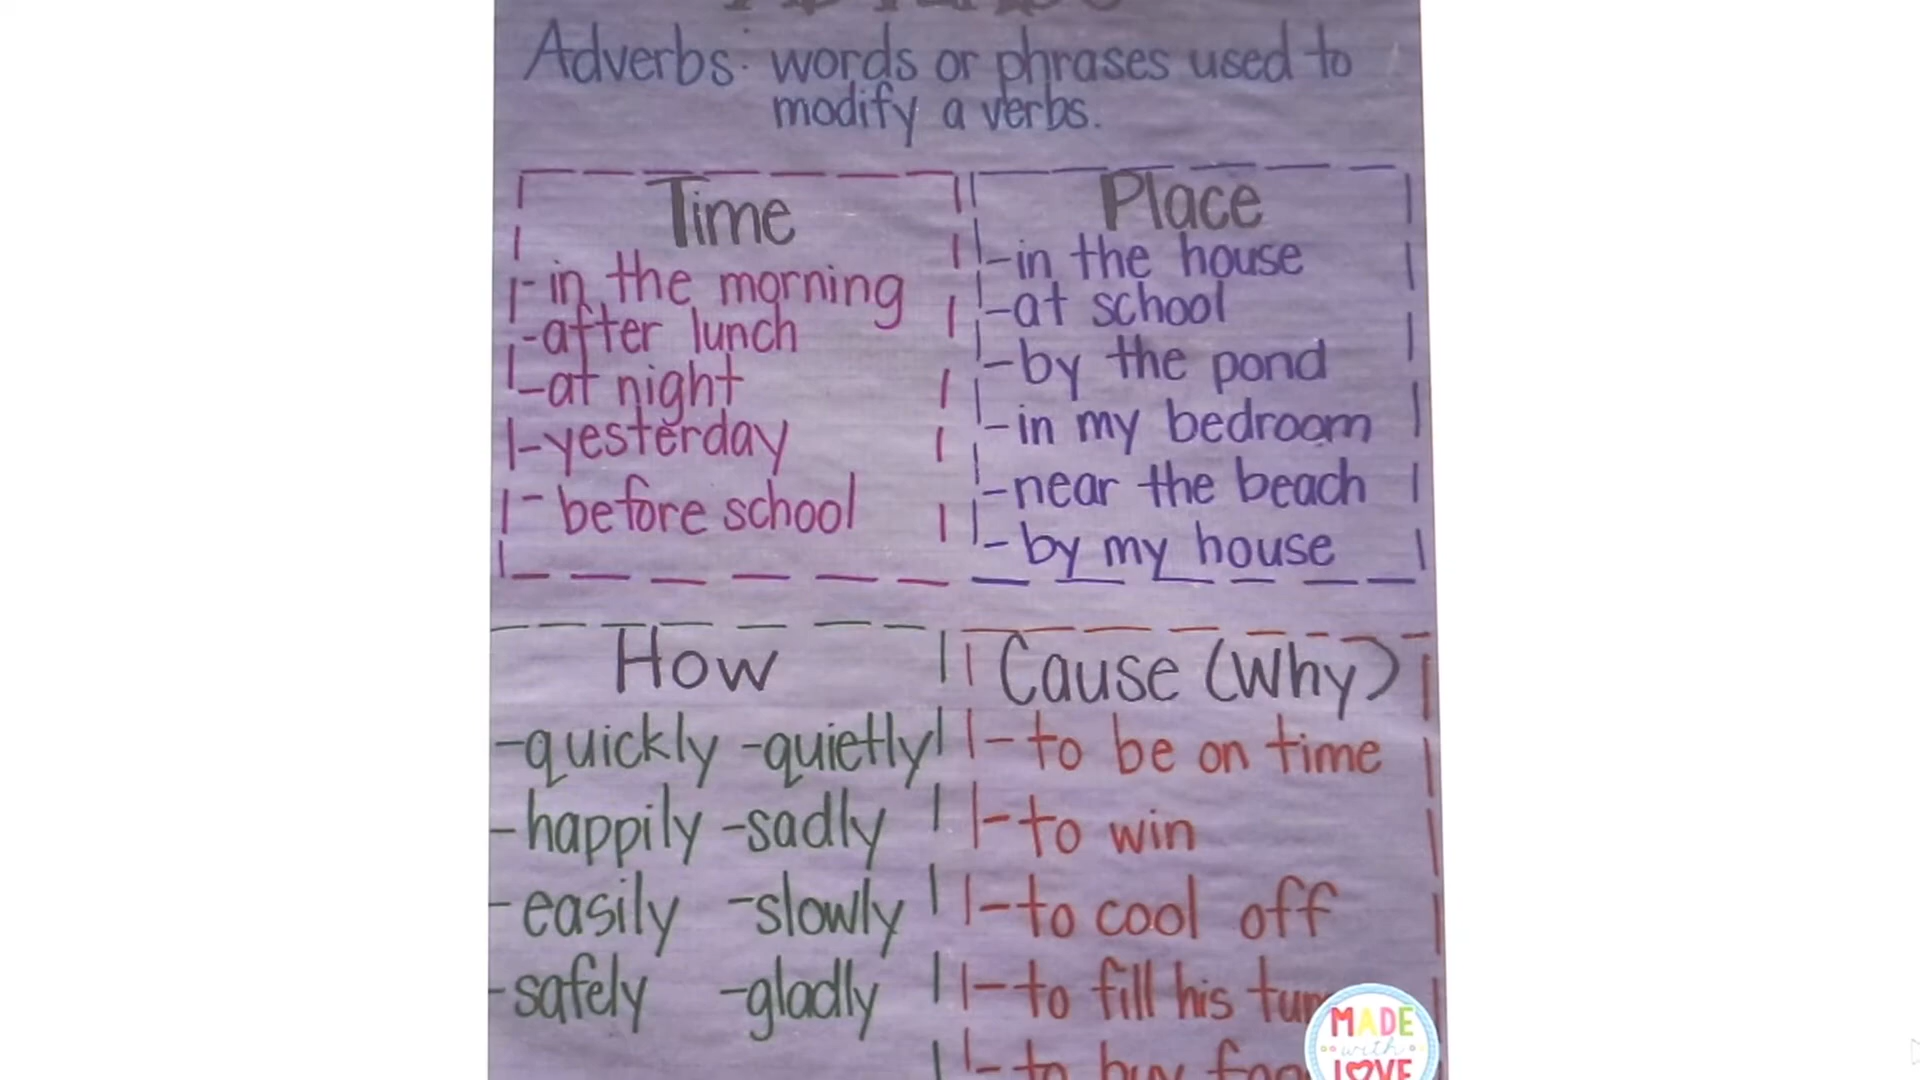 Adverbs: words or phrases used to
modify a verbs.
Time
- in the morning
- after lunch
- at night
- yesterday
- before school
Place
- in the house
- at school
- by the pond
- in my bedroom
- near the beach
- by my house
How
- quickly - quietly
- happily - sadly
- easily - slowly
- safely - gladly
Cause (Why)
- to be on time
- to win
- to cool off
- to fill his
- to buy
MADE
with
LOVE